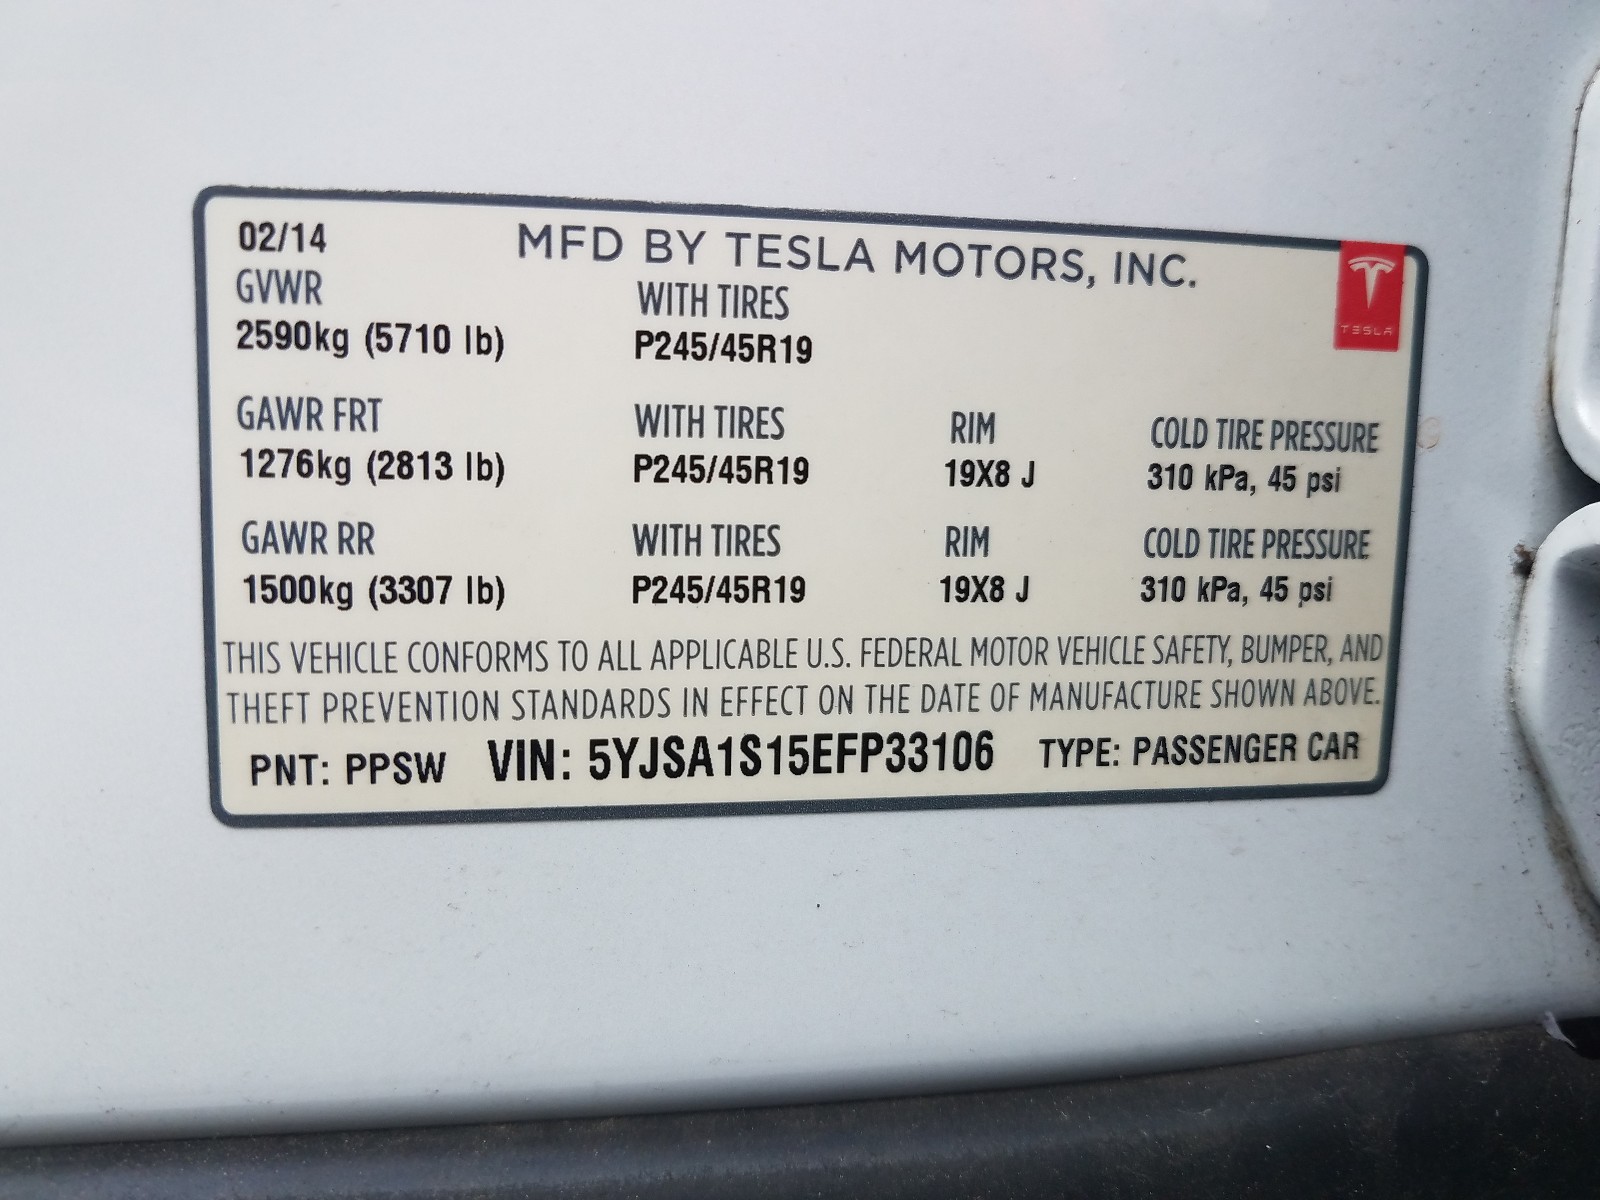 02/14 MFD BY TESLA MOTORS, INC.
GVWR WITH TIRES
2590kg (5710 lb) P245/45R19
TESLA
GAWR FRT WITH TIRES RIM COLD TIRE PRESSURE
1276kg (2813 lb) P245/45R19 19X8 J 310 kPa, 45 psi
GAWR RR WITH TIRES RIM COLD TIRE PRESSURE
1500kg (3307 lb) P245/45R19 19X8 J 310 kPa, 45 psi
THIS VEHICLE CONFORMS TO ALL APPLICABLE U.S. FEDERAL MOTOR VEHICLE SAFETY, BUMPER, AND
THEFT PREVENTION STANDARDS IN EFFECT ON THE DATE OF MANUFACTURE SHOWN ABOVE.
PNT: PPSW VIN: 5YJSA1S15EFP33106 TYPE: PASSENGER CAR